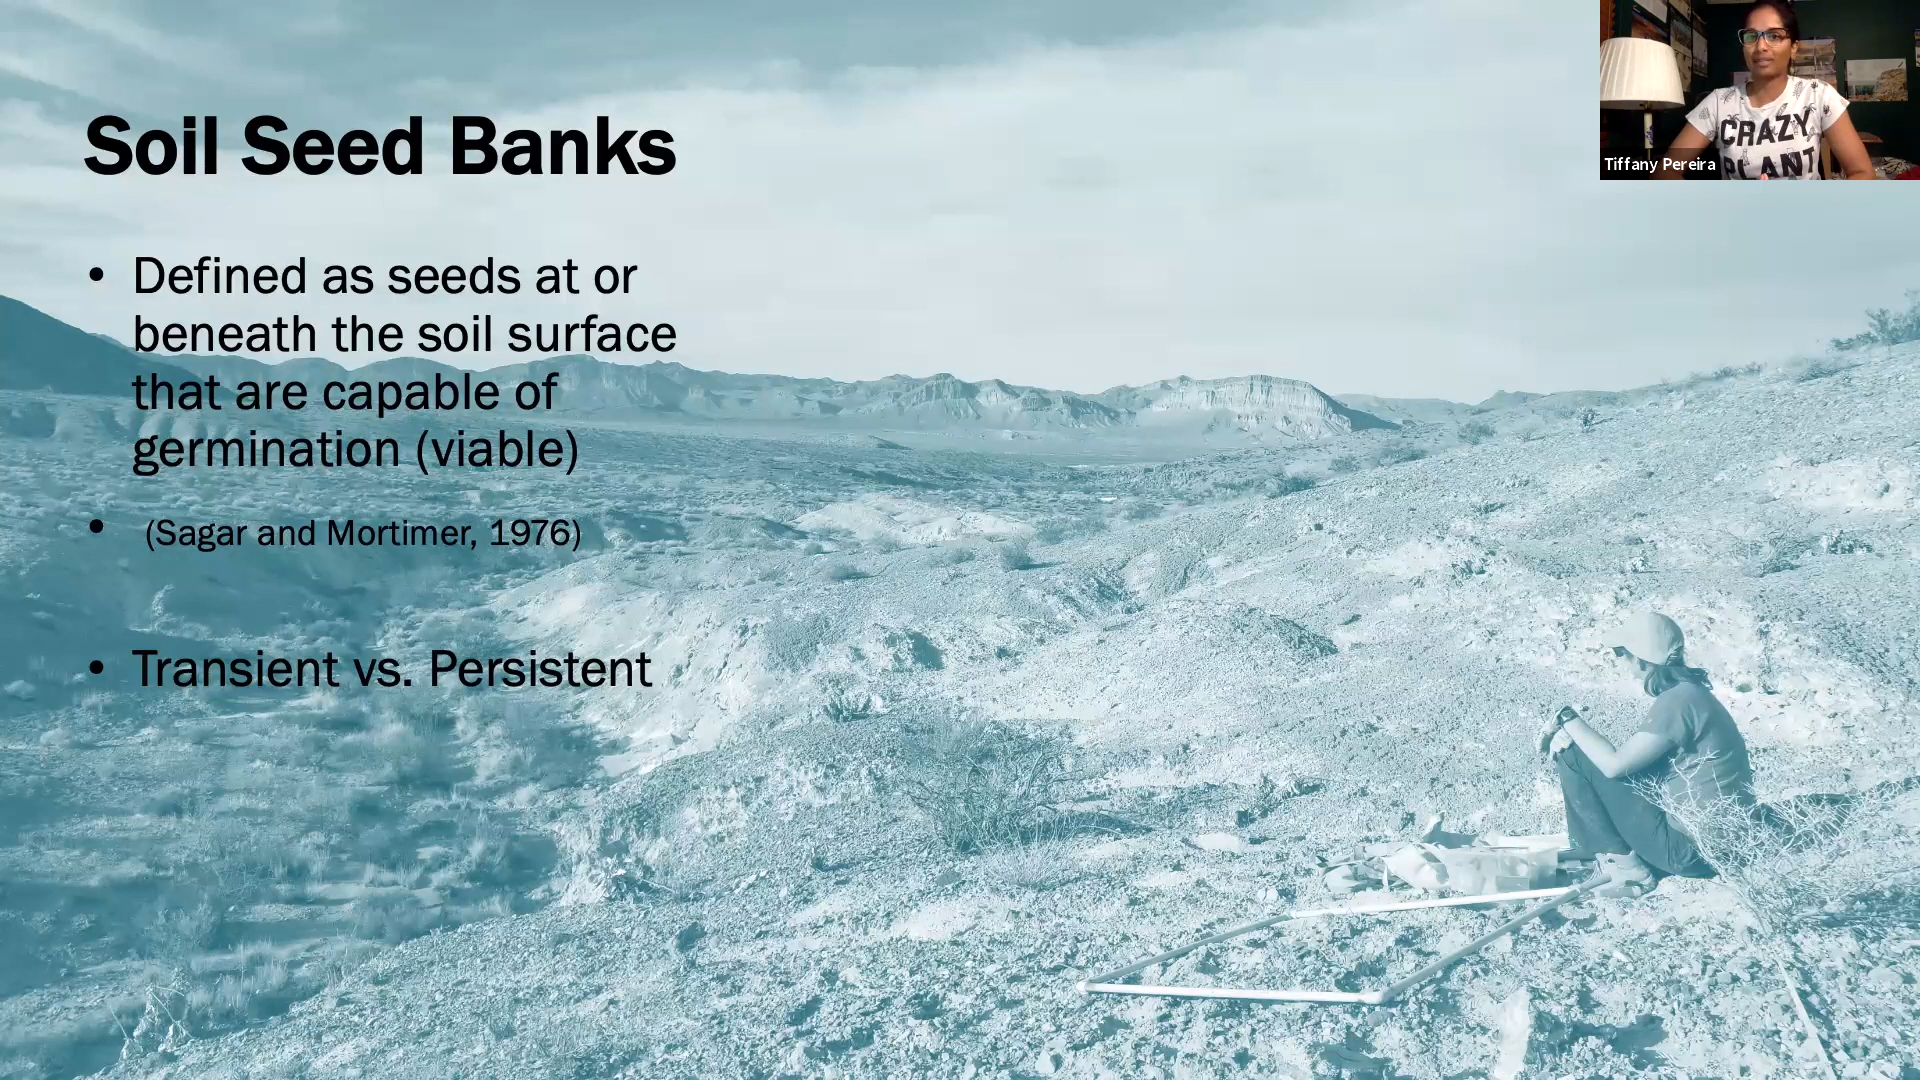 Soil Seed Banks
• Defined as seeds at or
beneath the soil surface
that are capable of
germination (viable)
• (Sagar and Mortimer, 1976)
• Transient vs. Persistent
CRAZY
PLANT
Tiffany Pereira